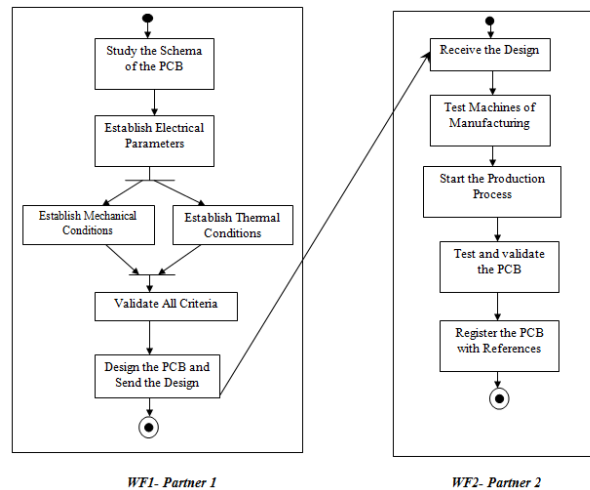 Study the Schema
of the PCB
Establish Electrical
Parameters
Establish Mechanical
Conditions
Establish Thermal
Conditions
Validate All Criteria
Design the PCB and
Send the Design
WF1- Partner 1
Receive the Design
Test Machines of
Manufacturing
Start the Production
Process
Test and validate
the PCB
Register the PCB
with References
WF2- Partner 2